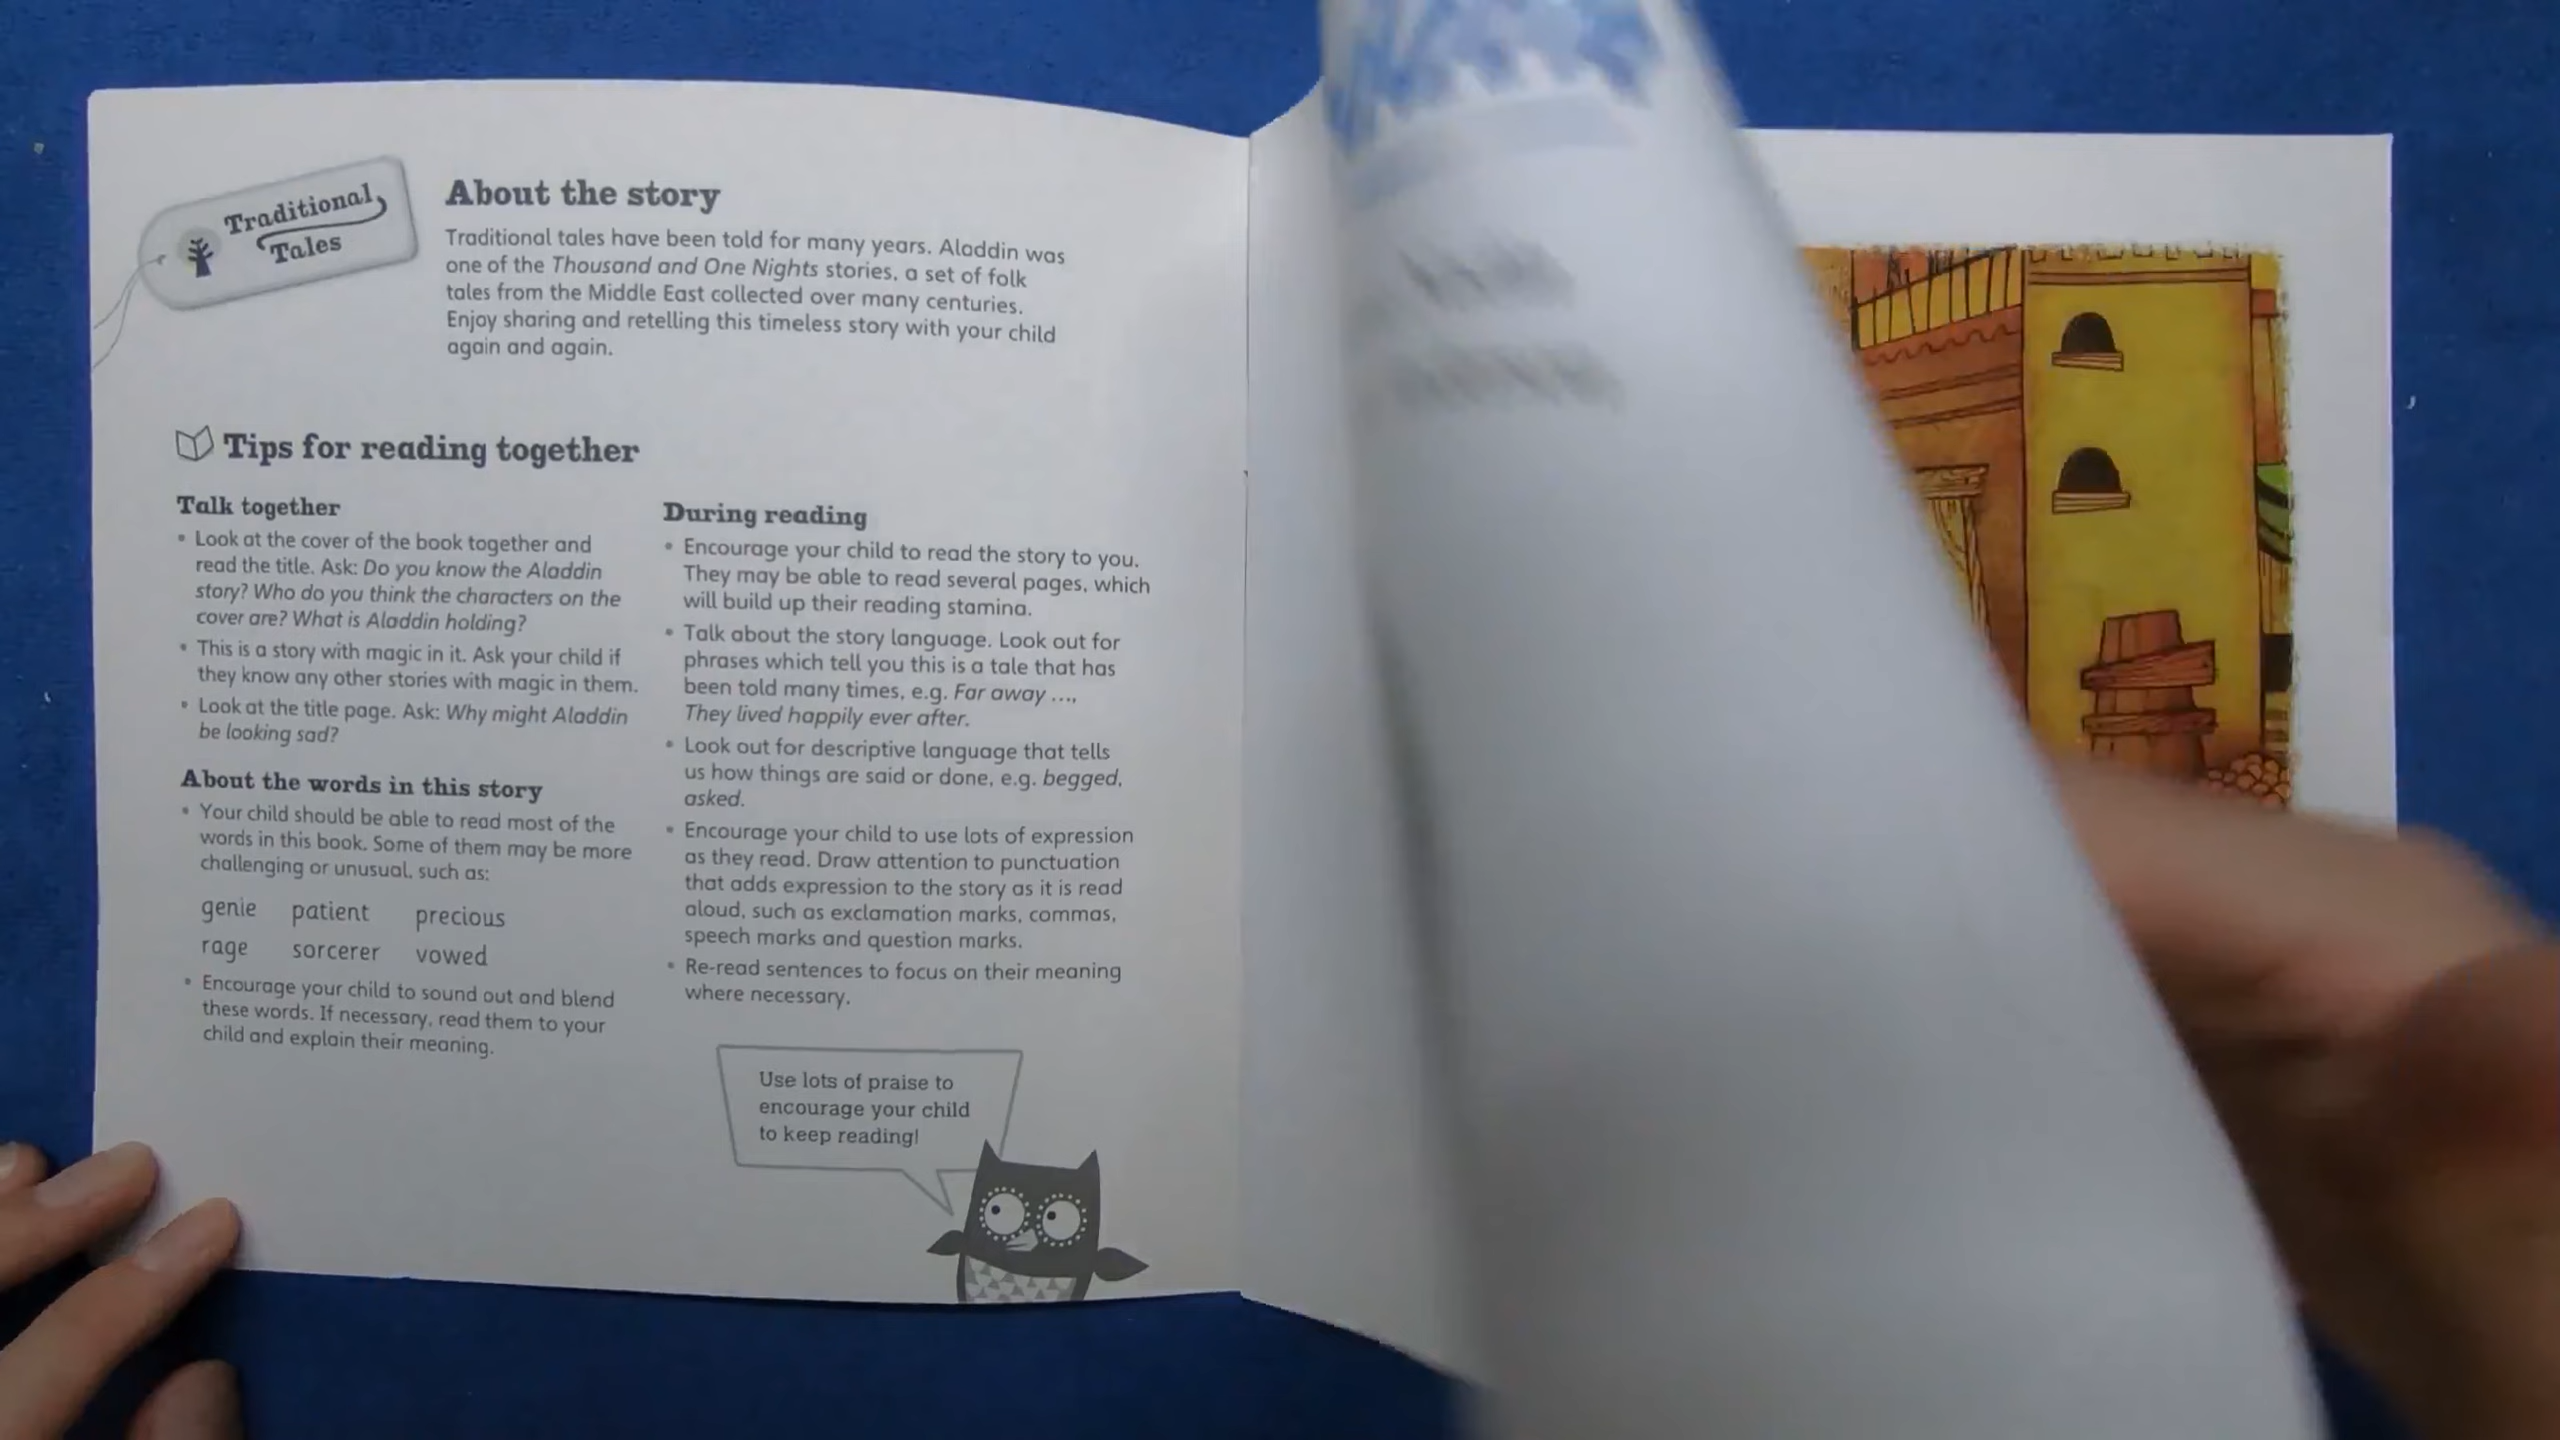 Traditional
Tales
About the story
Traditional tales have been told for many years. Aladdin was
one of the Thousand and One Nights stories, a set of folk
tales from the Middle East collected over many centuries.
Enjoy sharing and retelling this timeless story with your child
again and again.
Tips for reading together
Talk together
• Look at the cover of the book together and
read the title. Ask: Do you know the Aladdin
story? Who do you think the characters on the
cover are? What is Aladdin holding?
• This is a story with magic in it. Ask your child if
they know any other stories with magic in them.
• Look at the title page. Ask: Why might Aladdin
be looking sad?
About the words in this story
• Your child should be able to read most of the
words in this book. Some of them may be more
challenging or unusual, such as:
genie patient precious
rage sorcerer vowed
• Encourage your child to sound out and blend
these words. If necessary, read them to your
child and explain their meaning.
During reading
• Encourage your child to read the story to you.
They may be able to read several pages, which
will build up their reading stamina.
• Talk about the story language. Look out for
phrases which tell you this is a tale that has
been told many times, e.g. Far away ...,
They lived happily ever after.
• Look out for descriptive language that tells
us how things are said or done, e.g. begged,
asked.
• Encourage your child to use lots of expression
as they read. Draw attention to punctuation
that adds expression to the story as it is read
aloud, such as exclamation marks, commas,
speech marks and question marks.
• Re-read sentences to focus on their meaning
where necessary.
Use lots of praise to
encourage your child
to keep reading!